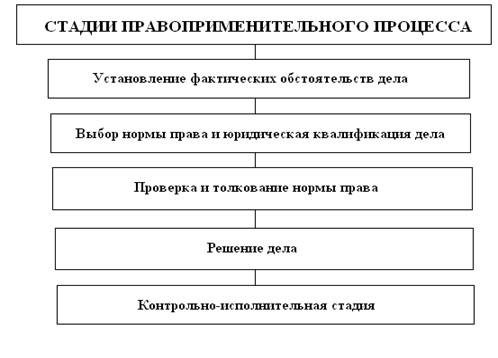 СТАДИИ ПРАВОПРИМЕНИТЕЛЬНОГО ПРОЦЕССА
Установление фактических обстоятельств дела
Выбор нормы права и юридическая квалификация дела
Проверка и толкование нормы права
Решение дела
Контрольно-исполнительная стадия